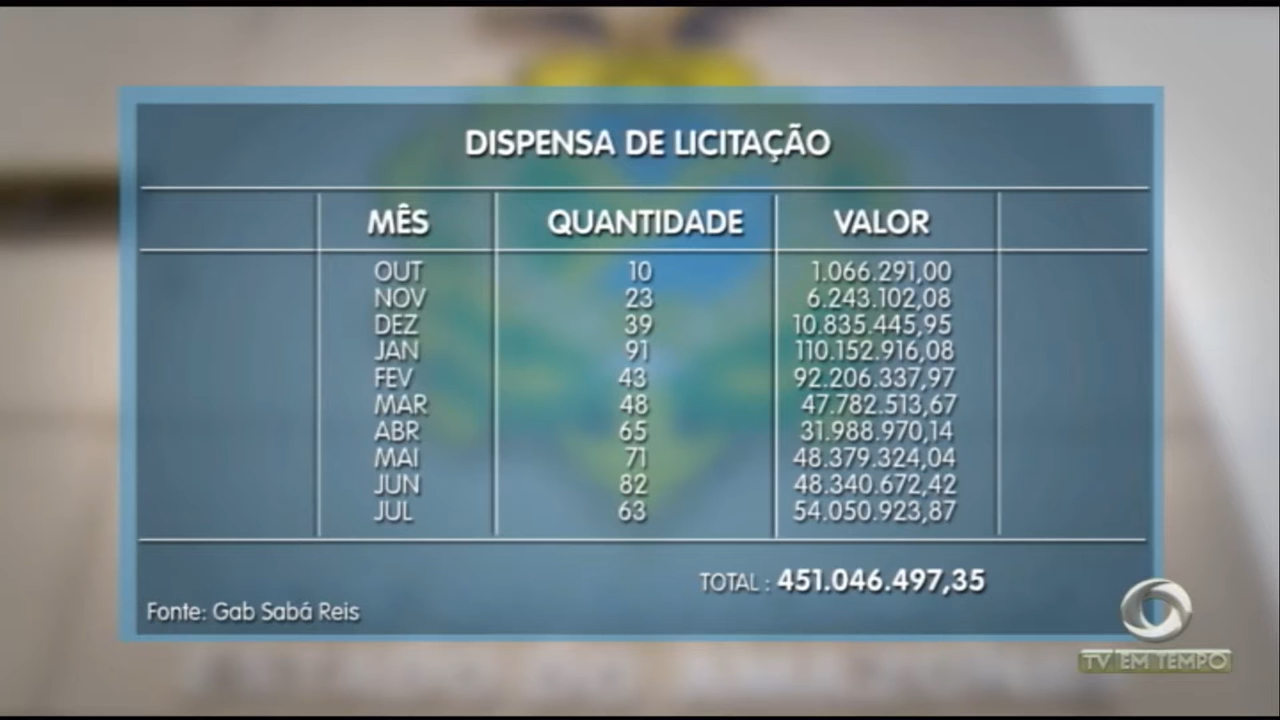 DISPENSA DE LICITAÇÃO
MÊS QUANTIDADE VALOR
OUT 10 1.066.291,00
NOV 23 6.243.102,08
DEZ 39 10.835.445,95
JAN 91 110.152.916,08
FEV 43 92.206.337,97
MAR 48 47.782.513,67
ABR 65 31.988.970,14
MAI 71 48.379.324,04
JUN 82 48.340.672,42
JUL 63 54.050.923,87
TOTAL : 451.046.497,35
Fonte: Gab Sabá Reis
TV EM TEMPO